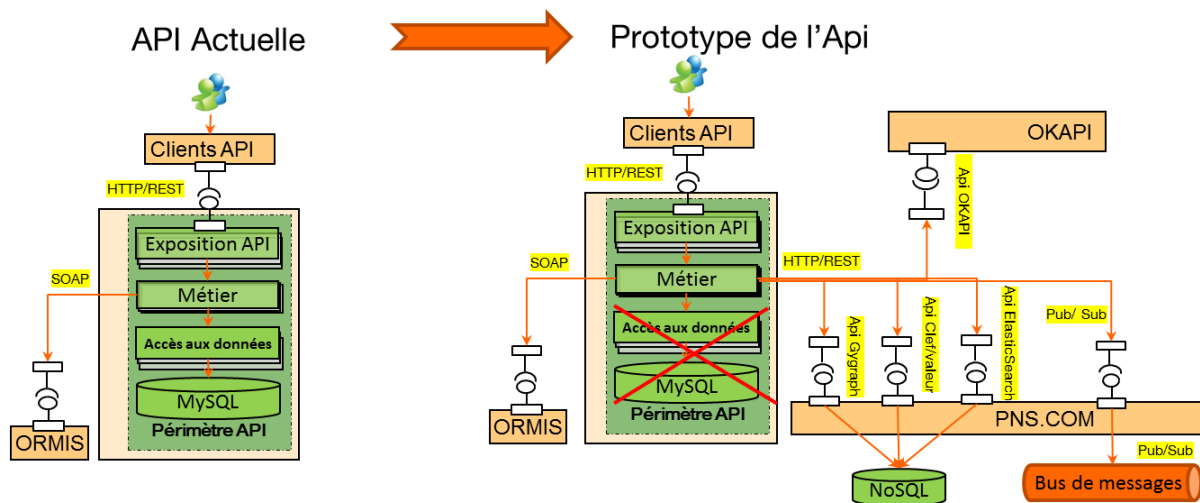 API Actuelle
Prototype de l'Api
Clients API
HTTP/REST
Exposition API
SOAP
Métier
Accès aux données
MySQL
Périmètre API
ORMIS
Clients API
HTTP/REST
OKAPI
Api OKAPI
Exposition API
SOAP
Métier
HTTP/REST
Accès aux données
MySQL
Périmètre API
ORMIS
Api Gygraph
Api Clef/valeur
Api ElasticSearch
Pub/ Sub
PNS.COM
Pub/Sub
NoSQL
Bus de messages